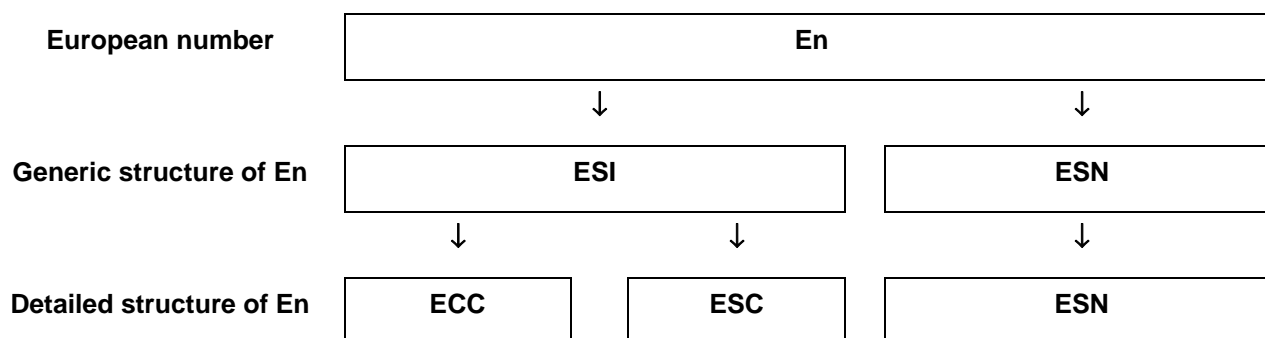 European number En
↓ ↓
Generic structure of En ESI ESN
↓ ↓ ↓
Detailed structure of En ECC ESC ESN